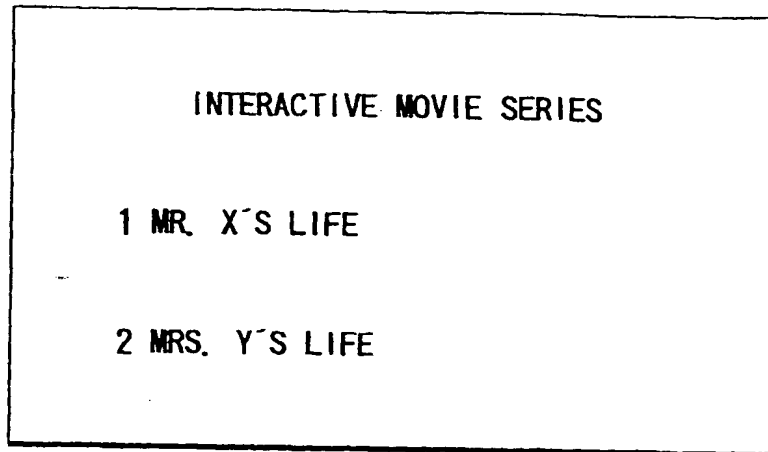 INTERACTIVE MOVIE SERIES
1 MR. X´S LIFE
2 MRS. Y´S LIFE